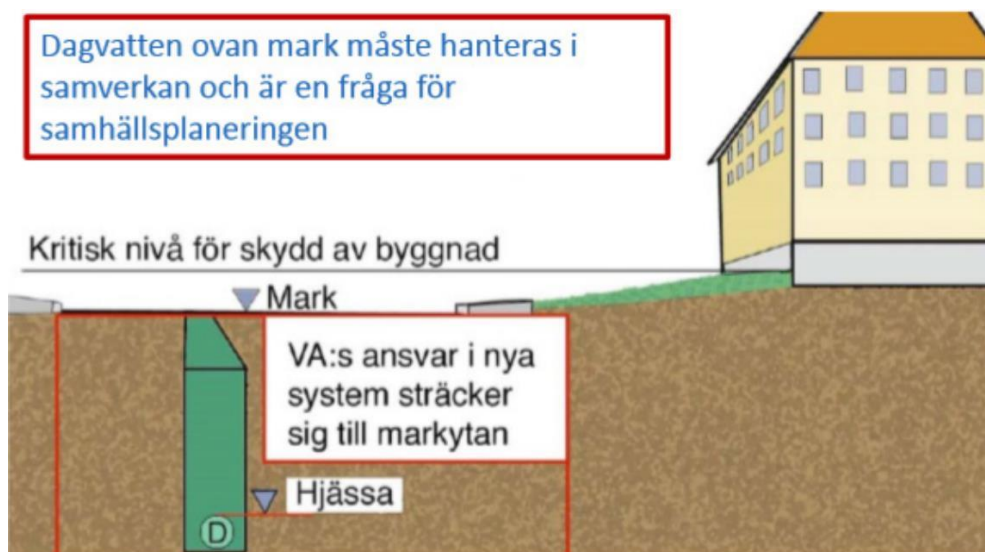 Dagvatten ovan mark måste hanteras i
samverkan och är en fråga för
samhällsplaneringen
Kritisk nivå för skydd av byggnad
Mark
VA:s ansvar i nya
system sträcker
sig till markytan
Hjässa
D